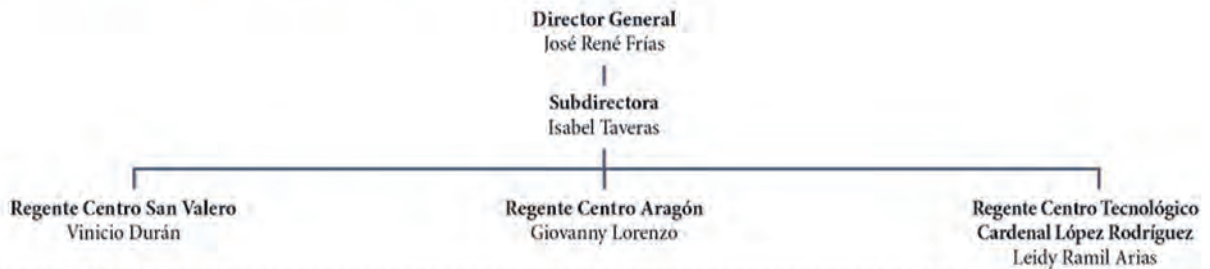 Director General
José René Frías
Subdirectora
Isabel Taveras
Regente Centro San Valero
Vinicio Durán
Regente Centro Aragón
Giovanny Lorenzo
Regente Centro Tecnológico
Cardenal López Rodríguez
Leidy Ramil Arias